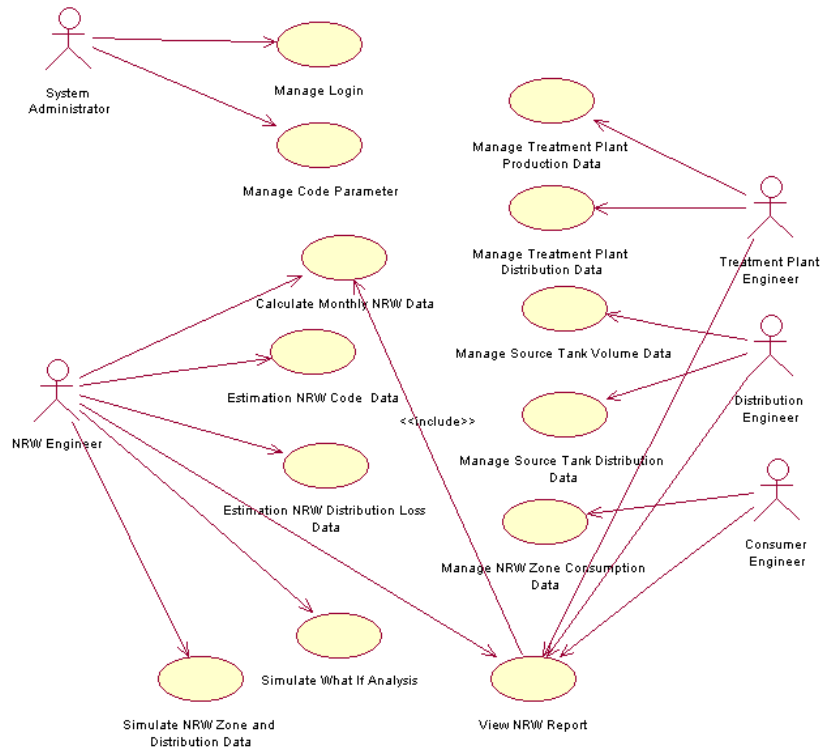 System
Administrator
Manage Login
Manage Code Parameter
Manage Treatment Plant
Production Data
Manage Treatment Plant
Distribution Data
Treatment Plant
Engineer
Calculate Monthly NRW Data
Manage Source Tank Volume Data
Estimation NRW Code Data
Distribution
Engineer
<<include>>
NRW Engineer
Manage Source Tank Distribution
Data
Estimation NRW Distribution Loss
Data
Consumer
Engineer
Manage NRW Zone Consumption
Data
Simulate What If Analysis
Simulate NRW Zone and
Distribution Data
View NRW Report